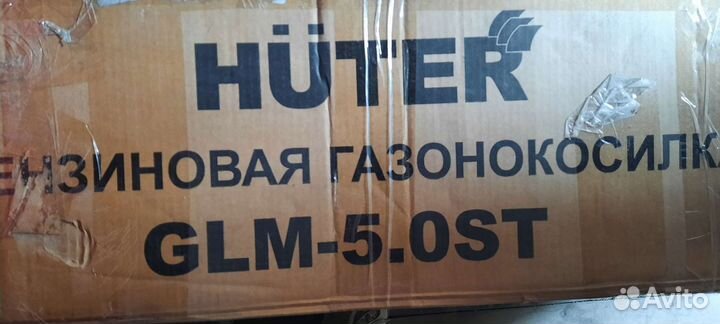 HÜTER
ЕНЗИНОВАЯ ГАЗОНОКОСИЛК
GLM-5.0ST
Avito